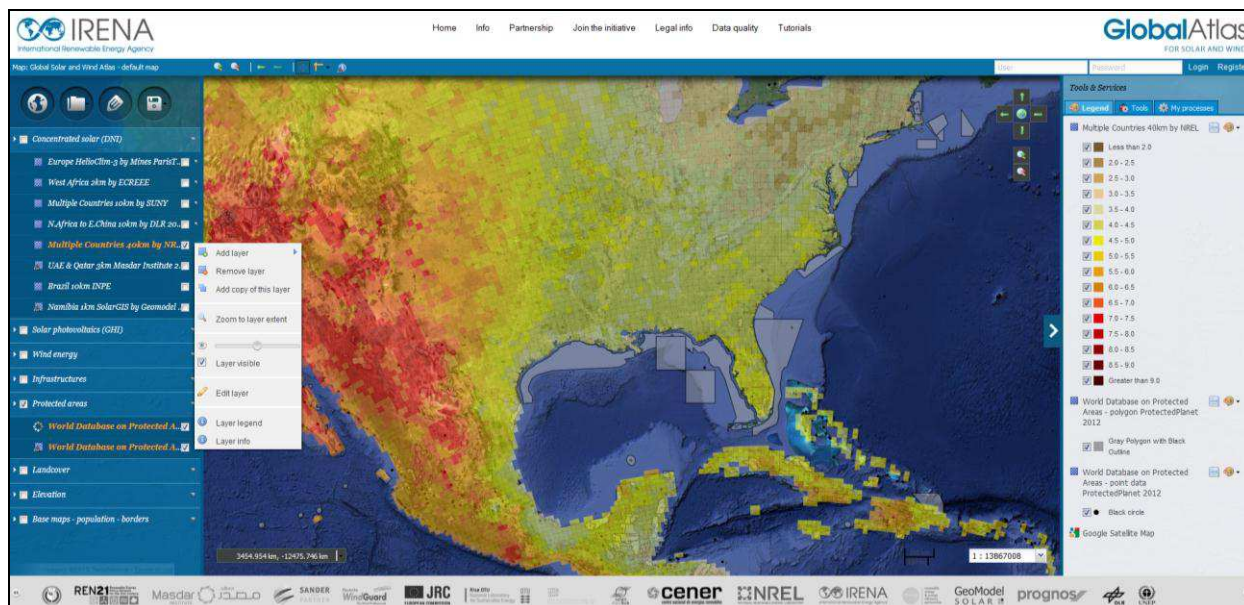 IRENA
International Renewable Energy Agency
Home Info Partnership Join the initiative Legal info Data quality Tutorials
GlobalAtlas
FOR SOLAR AND WIND
Map: Global Solar and Wind Atlas - default map
User
Password
Login Registe
Tools & Services
Legend Tools My processes
Concentrated solar (DNI)
Europe HelioClim-3 by Mines ParisT..
West Africa 2km by ECREEE
Multiple Countries 10km by SUNY
N.Africa to E.China 10km by DLR 20..
Multiple Countries 40km by NR..
UAE & Qatar 3km Masdar Institute 2.
Brazil 10km INPE
Namibia 1km SolarGIS by Geomodel ..
Solar photovoltaics (GHI)
Wind energy
Infrastructures
Protected areas
World Database on Protected A..
World Database on Protected A..
Landcover
Elevation
Base maps - population - borders
Add layer
Remove layer
Add copy of this layer
Zoom to layer extent
Layer visible
Edit layer
Layer legend
Layer info
3454.954 km, -12475.746 km
1 : 13867008
Multiple Countries 40km by NREL
Less than 2.0
2.0 - 2.5
2.5 - 3.0
3.0 - 3.5
3.5 - 4.0
4.0 - 4.5
4.5 - 5.0
5.0 - 5.5
5.5 - 6.0
6.0 - 6.5
6.5 - 7.0
7.0 - 7.5
7.5 - 8.0
8.0 - 8.5
8.5 - 9.0
Greater than 9.0
World Database on Protected
Areas - polygon ProtectedPlanet
2012
Gray Polygon with Black
Outline
World Database on Protected
Areas - point data
ProtectedPlanet 2012
Black circle
Google Satellite Map
REN21 Masdar مصدر SANDER PARTNER WindGuard JRC EUROPEAN COMMISSION Risø DTU cener NREL IRENA GeoModel SOLAR prognos DLR UNEP